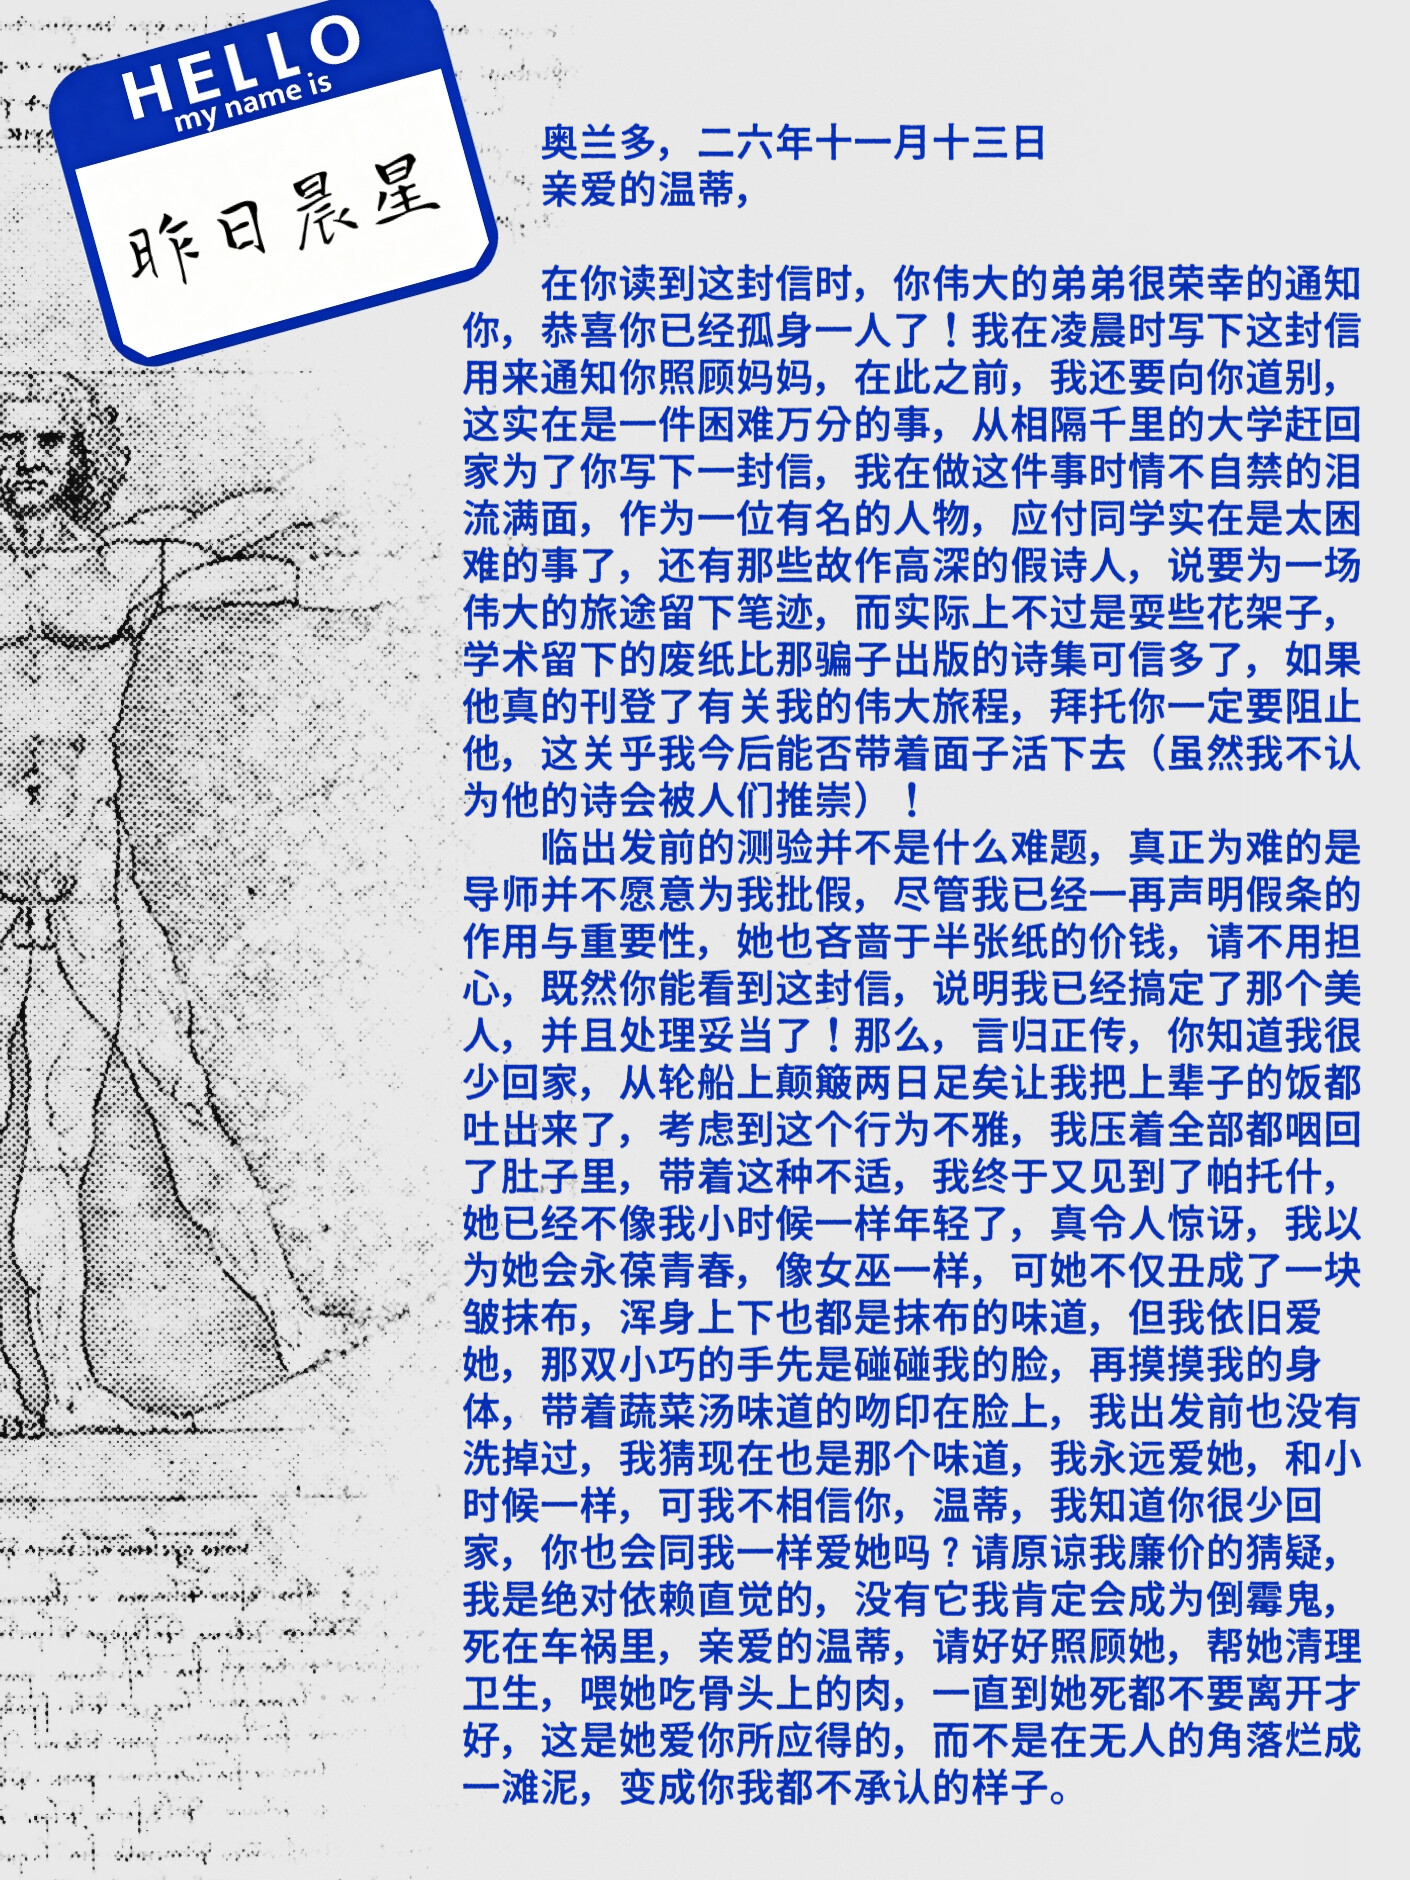 HELLO
my name is
昨日晨星
奥兰多，二六年十一月十三日
亲爱的温蒂，
在你读到这封信时，你伟大的弟弟很荣幸的通知
你，恭喜你已经孤身一人了！我在凌晨时写下这封信
用来通知你照顾妈妈，在此之前，我还要向你道别，
这实在是一件困难万分的事，从相隔千里的大学赶回
家为了你写下一封信，我在做这件事时情不自禁的泪
流满面，作为一位有名的人物，应付同学实在是太困
难的事了，还有那些故作高深的假诗人，说要为一场
伟大的旅途留下笔迹，而实际上不过是耍些花架子，
学术留下的废纸比那骗子出版的诗集可信多了，如果
他真的刊登了有关我的伟大旅程，拜托你一定要阻止
他，这关乎我今后能否带着面子活下去（虽然我不认
为他的诗会被人们推崇）！
临出发前的测验并不是什么难题，真正为难的是
导师并不愿意为我批假，尽管我已经一再声明假条的
作用与重要性，她也吝啬于半张纸的价钱，请不用担
心，既然你能看到这封信，说明我已经搞定了那个美
人，并且处理妥当了！那么，言归正传，你知道我很
少回家，从轮船上颠簸两日足矣让我把上辈子的饭都
吐出来了，考虑到这个行为不雅，我压着全部都咽回
了肚子里，带着这种不适，我终于又见到了帕托什，
她已经不像我小时候一样年轻了，真令人惊讶，我以
为她会永葆青春，像女巫一样，可她不仅丑成了一块
皱抹布，浑身上下也都是抹布的味道，但我依旧爱
她，那双小巧的手先是碰碰我的脸，再摸摸我的身
体，带着蔬菜汤味道的吻印在脸上，我出发前也没有
洗掉过，我猜现在也是那个味道，我永远爱她，和小
时候一样，可我不相信你，温蒂，我知道你很少回
家，你也会同我一样爱她吗？请原谅我廉价的猜疑，
我是绝对依赖直觉的，没有它我肯定会成为倒霉鬼，
死在车祸里，亲爱的温蒂，请好好照顾她，帮她清理
卫生，喂她吃骨头上的肉，一直到她死都不要离开才
好，这是她爱你所应得的，而不是在无人的角落烂成
一滩泥，变成你我都不承认的样子。